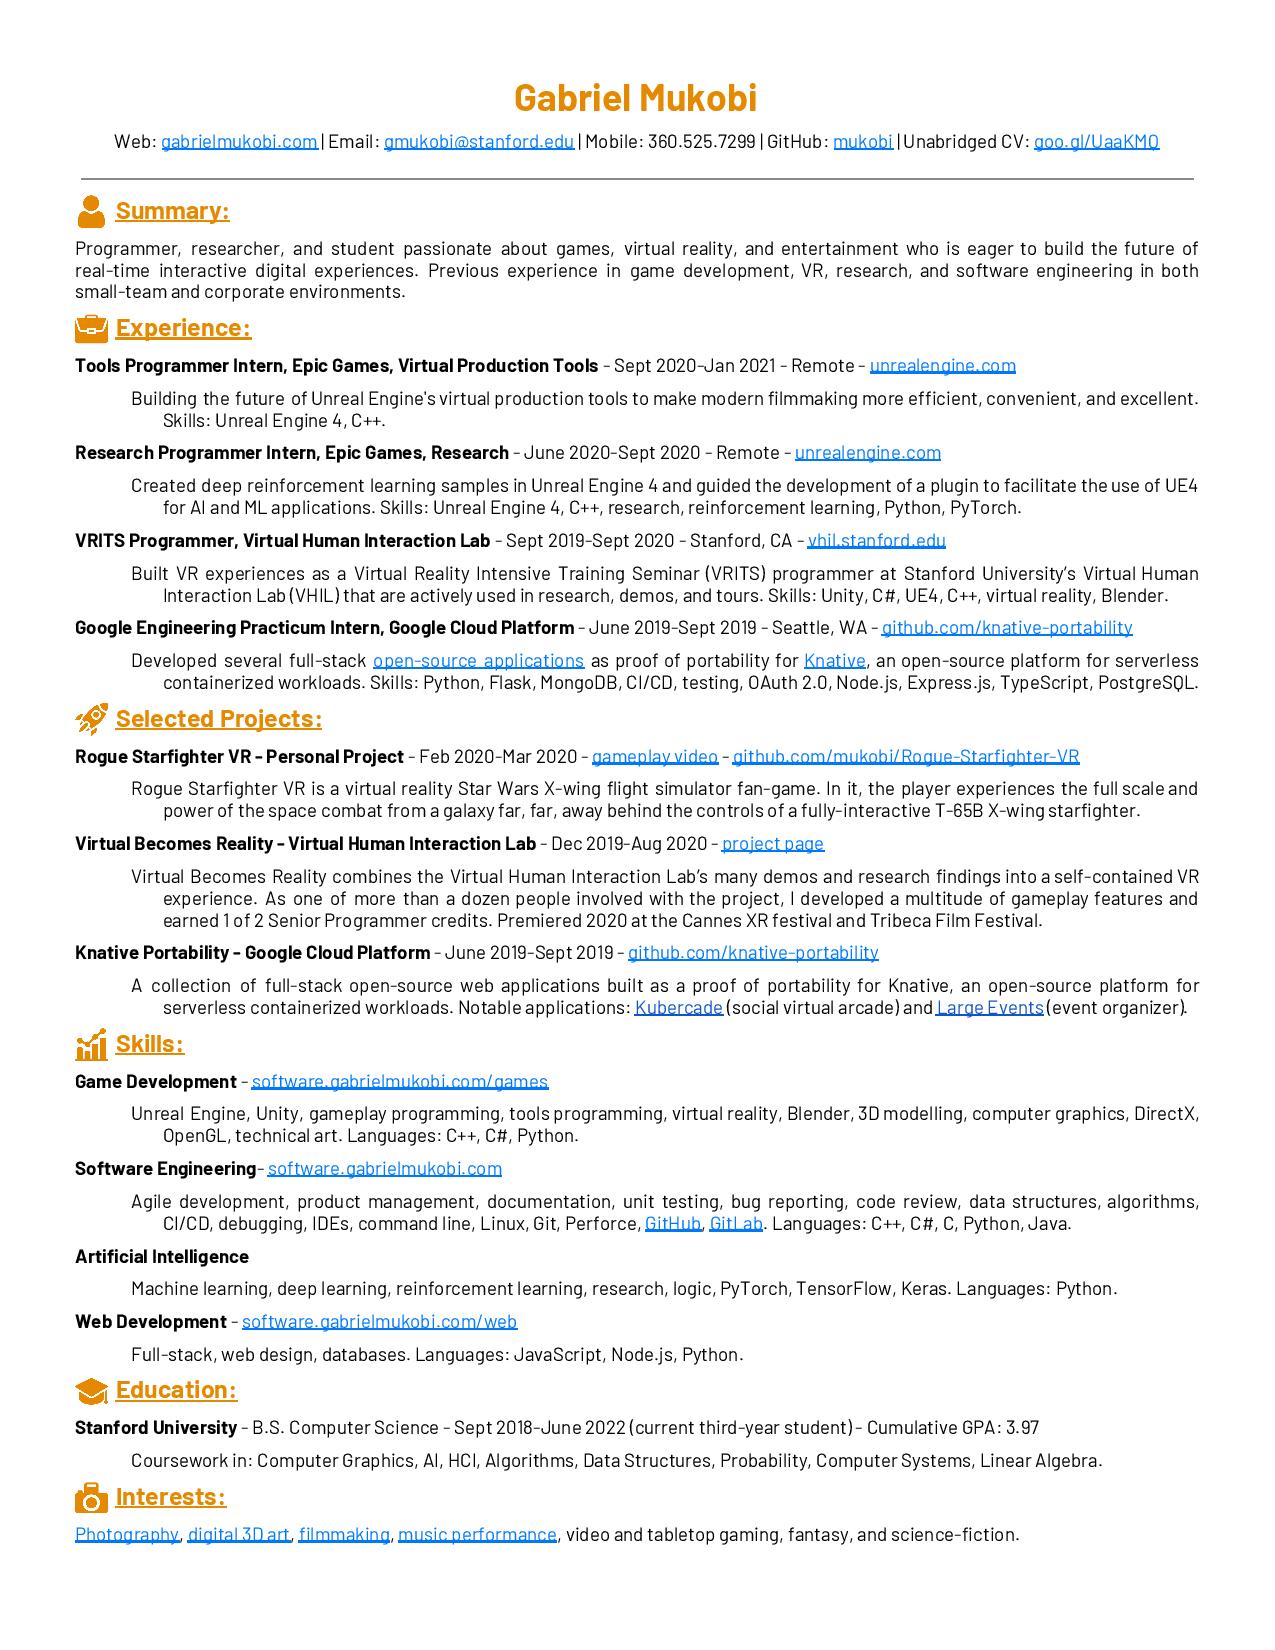 Gabriel Mukobi
Web: gabrielmukobi.com | Email: gmukobi@stanford.edu | Mobile: 360.525.7299 | GitHub: mukobi | Unabridged CV: goo.gl/UaaKMQ
Summary:
Programmer, researcher, and student passionate about games, virtual reality, and entertainment who is eager to build the future of
real-time interactive digital experiences. Previous experience in game development, VR, research, and software engineering in both
small-team and corporate environments.
Experience:
Tools Programmer Intern, Epic Games, Virtual Production Tools - Sept 2020-Jan 2021 - Remote - unrealengine.com
Building the future of Unreal Engine's virtual production tools to make modern filmmaking more efficient, convenient, and excellent.
Skills: Unreal Engine 4, C++.
Research Programmer Intern, Epic Games, Research - June 2020-Sept 2020 - Remote - unrealengine.com
Created deep reinforcement learning samples in Unreal Engine 4 and guided the development of a plugin to facilitate the use of UE4
for AI and ML applications. Skills: Unreal Engine 4, C++, research, reinforcement learning, Python, PyTorch.
VRITS Programmer, Virtual Human Interaction Lab - Sept 2019-Sept 2020 - Stanford, CA - vhil.stanford.edu
Built VR experiences as a Virtual Reality Intensive Training Seminar (VRITS) programmer at Stanford University's Virtual Human
Interaction Lab (VHIL) that are actively used in research, demos, and tours. Skills: Unity, C#, UE4, C++, virtual reality, Blender.
Google Engineering Practicum Intern, Google Cloud Platform - June 2019-Sept 2019 - Seattle, WA - github.com/knative-portability
Developed several full-stack open-source applications as proof of portability for Knative, an open-source platform for serverless
containerized workloads. Skills: Python, Flask, MongoDB, CI/CD, testing, OAuth 2.0, Node.js, Express.js, TypeScript, PostgreSQL.
Selected Projects:
Rogue Starfighter VR - Personal Project - Feb 2020-Mar 2020 - gameplay video - github.com/mukobi/Rogue-Starfighter-VR
Rogue Starfighter VR is a virtual reality Star Wars X-wing flight simulator fan-game. In it, the player experiences the full scale and
power of the space combat from a galaxy far, far, away behind the controls of a fully-interactive T-65B X-wing starfighter.
Virtual Becomes Reality - Virtual Human Interaction Lab - Dec 2019-Aug 2020 - project page
Virtual Becomes Reality combines the Virtual Human Interaction Lab's many demos and research findings into a self-contained VR
experience. As one of more than a dozen people involved with the project, I developed a multitude of gameplay features and
earned 1 of 2 Senior Programmer credits. Premiered 2020 at the Cannes XR festival and Tribeca Film Festival.
Knative Portability - Google Cloud Platform - June 2019-Sept 2019 - github.com/knative-portability
A collection of full-stack open-source web applications built as a proof of portability for Knative, an open-source platform for
serverless containerized workloads. Notable applications: Kubercade (social virtual arcade) and Large Events (event organizer).
Skills:
Game Development - software.gabrielmukobi.com/games
Unreal Engine, Unity, gameplay programming, tools programming, virtual reality, Blender, 3D modelling, computer graphics, DirectX,
OpenGL, technical art. Languages: C++, C#, Python.
Software Engineering- software.gabrielmukobi.com
Agile development, product management, documentation, unit testing, bug reporting, code review, data structures, algorithms,
CI/CD, debugging, IDEs, command line, Linux, Git, Perforce, GitHub, GitLab. Languages: C++, C#, C, Python, Java.
Artificial Intelligence
Machine learning, deep learning, reinforcement learning, research, logic, PyTorch, TensorFlow, Keras. Languages: Python.
Web Development - software.gabrielmukobi.com/web
Full-stack, web design, databases. Languages: JavaScript, Node.js, Python.
Education:
Stanford University - B.S. Computer Science - Sept 2018-June 2022 (current third-year student) - Cumulative GPA: 3.97
Coursework in: Computer Graphics, AI, HCI, Algorithms, Data Structures, Probability, Computer Systems, Linear Algebra.
Interests:
Photography, digital 3D art, filmmaking, music performance, video and tabletop gaming, fantasy, and science-fiction.